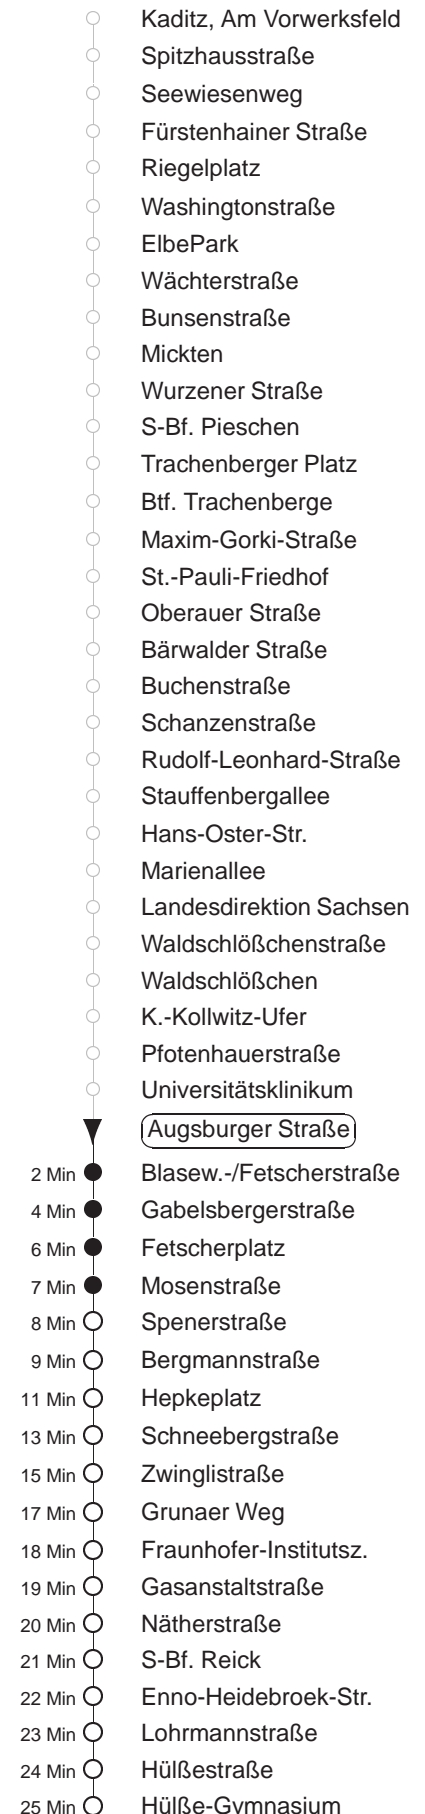 Kaditz, Am Vorwerksfeld
Spitzhausstraße
Seewiesenweg
Fürstenhainer Straße
Riegelplatz
Washingtonstraße
ElbePark
Wächterstraße
Bunsenstraße
Mickten
Wurzener Straße
S-Bf. Pieschen
Trachenberger Platz
Btf. Trachenberge
Maxim-Gorki-Straße
St.-Pauli-Friedhof
Oberauer Straße
Bärwalder Straße
Buchenstraße
Schanzenstraße
Rudolf-Leonhard-Straße
Stauffenbergallee
Hans-Oster-Str.
Marienallee
Landesdirektion Sachsen
Waldschlößchenstraße
Waldschlößchen
K.-Kollwitz-Ufer
Pfotenhauerstraße
Universitätsklinikum
Augsburger Straße
2 Min Blasew.-/Fetscherstraße
4 Min Gabelsbergerstraße
6 Min Fetscherplatz
7 Min Mosenstraße
8 Min Spenerstraße
9 Min Bergmannstraße
11 Min Hepkeplatz
13 Min Schneebergstraße
15 Min Zwinglistraße
17 Min Grunaer Weg
18 Min Fraunhofer-Institutsz.
19 Min Gasanstaltstraße
20 Min Nätherstraße
21 Min S-Bf. Reick
22 Min Enno-Heidebroek-Str.
23 Min Lohrmannstraße
24 Min Hülßestraße
25 Min Hülße-Gymnasium